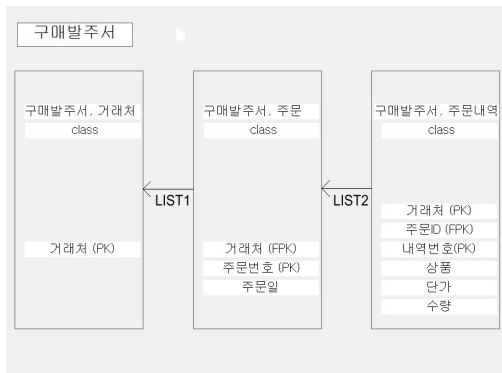 구매발주서
구매발주서, 거래처
class
거래처 (PK)
LIST1
구매발주서, 주문
class
거래처 (FPK)
주문번호 (PK)
주문일
LIST2
구매발주서, 주문내역
class
거래처 (PK)
주문ID (FPK)
내역번호(PK)
상품
단가
수량